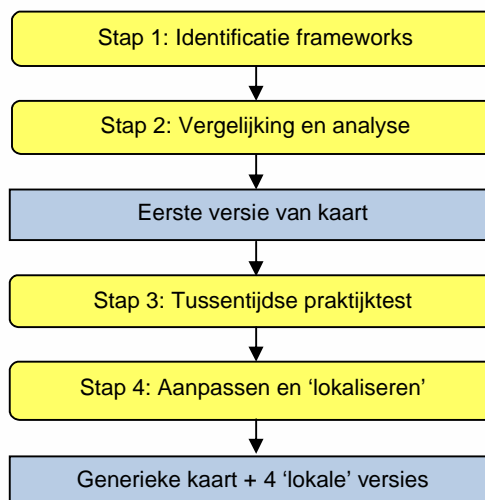 Stap 1: Identificatie frameworks
Stap 2: Vergelijking en analyse
Eerste versie van kaart
Stap 3: Tussentijdse praktijktest
Stap 4: Aanpassen en ‘lokaliseren’
Generieke kaart + 4 ‘lokale’ versies